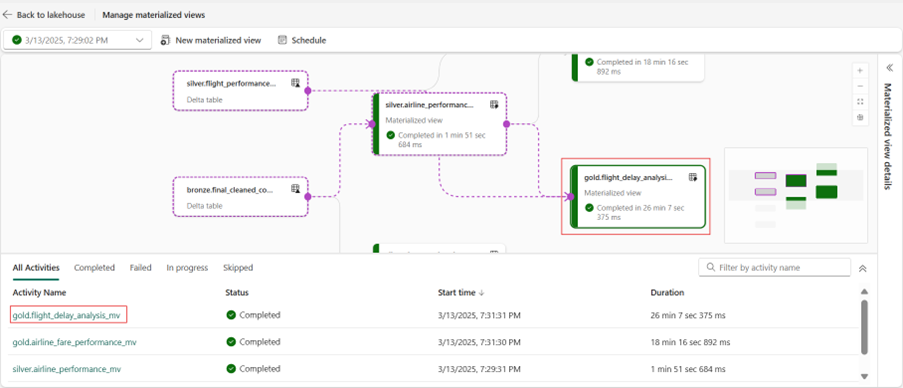 Back to lakehouse
Manage materialized views
3/13/2025, 7:29:02 PM
New materialized view
Schedule
Completed in 18 min 16 sec
892 ms
silver.flight_performance...
Delta table
silver.airline_performanc...
Materialized view
Completed in 1 min 51 sec
684 ms
bronze.final_cleaned_co...
Delta table
gold.flight_delay_analysi...
Materialized view
Completed in 26 min 7 sec
375 ms
Materialized view details
All Activities
Completed
Failed
In progress
Skipped
Filter by activity name
Activity Name
Status
Start time
Duration
gold.flight_delay_analysis_mv
Completed
3/13/2025, 7:31:31 PM
26 min 7 sec 375 ms
gold.airline_fare_performance_mv
Completed
3/13/2025, 7:31:30 PM
18 min 16 sec 892 ms
silver.airline_performance_mv
Completed
3/13/2025, 7:29:31 PM
1 min 51 sec 684 ms